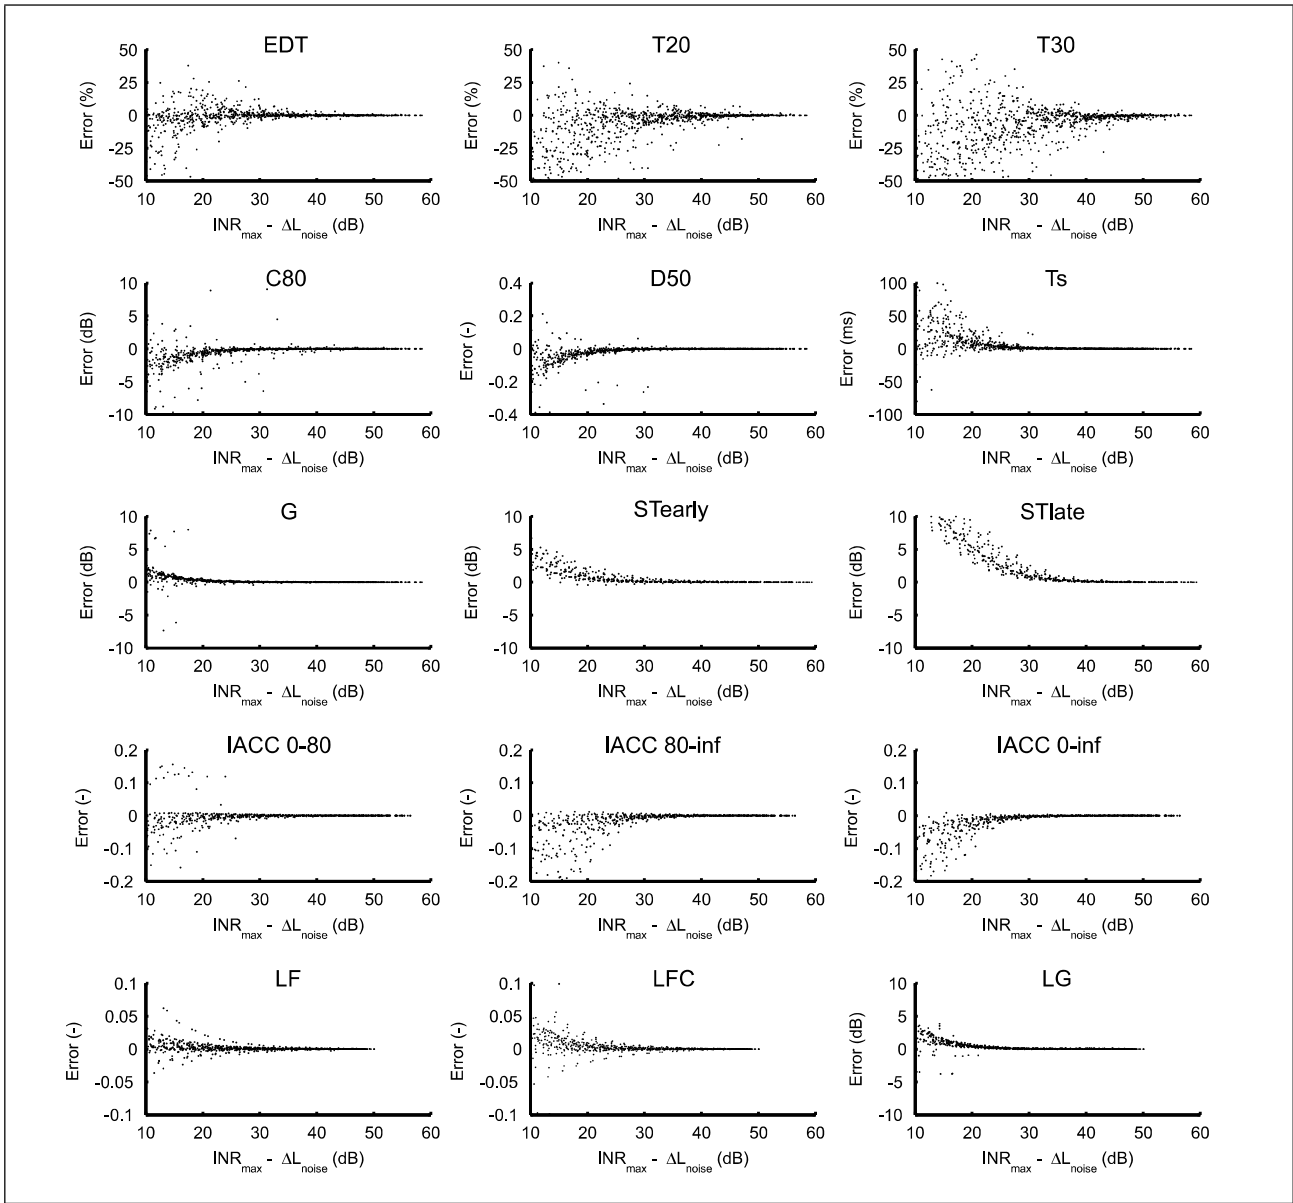 EDT
50
25
0
-25
-50
Error (%)
10 20 30 40 50 60
INRmax - ΔLnoise (dB)
T20
50
25
0
-25
-50
Error (%)
10 20 30 40 50 60
INRmax - ΔLnoise (dB)
T30
50
25
0
-25
-50
Error (%)
10 20 30 40 50 60
INRmax - ΔLnoise (dB)
C80
10
5
0
-5
-10
Error (dB)
10 20 30 40 50 60
INRmax - ΔLnoise (dB)
D50
0.4
0.2
0
-0.2
-0.4
Error (-)
10 20 30 40 50 60
INRmax - ΔLnoise (dB)
Ts
100
50
0
-50
-100
Error (ms)
10 20 30 40 50 60
INRmax - ΔLnoise (dB)
G
10
5
0
-5
-10
Error (dB)
10 20 30 40 50 60
INRmax - ΔLnoise (dB)
STearly
10
5
0
-5
-10
Error (dB)
10 20 30 40 50 60
INRmax - ΔLnoise (dB)
STlate
10
5
0
-5
-10
Error (dB)
10 20 30 40 50 60
INRmax - ΔLnoise (dB)
IACC 0-80
0.2
0.1
0
-0.1
-0.2
Error (-)
10 20 30 40 50 60
INRmax - ΔLnoise (dB)
IACC 80-inf
0.2
0.1
0
-0.1
-0.2
Error (-)
10 20 30 40 50 60
INRmax - ΔLnoise (dB)
IACC 0-inf
0.2
0.1
0
-0.1
-0.2
Error (-)
10 20 30 40 50 60
INRmax - ΔLnoise (dB)
LF
0.1
0.05
0
-0.05
-0.1
Error (-)
10 20 30 40 50 60
INRmax - ΔLnoise (dB)
LFC
0.1
0.05
0
-0.05
-0.1
Error (-)
10 20 30 40 50 60
INRmax - ΔLnoise (dB)
LG
10
5
0
-5
-10
Error (dB)
10 20 30 40 50 60
INRmax - ΔLnoise (dB)